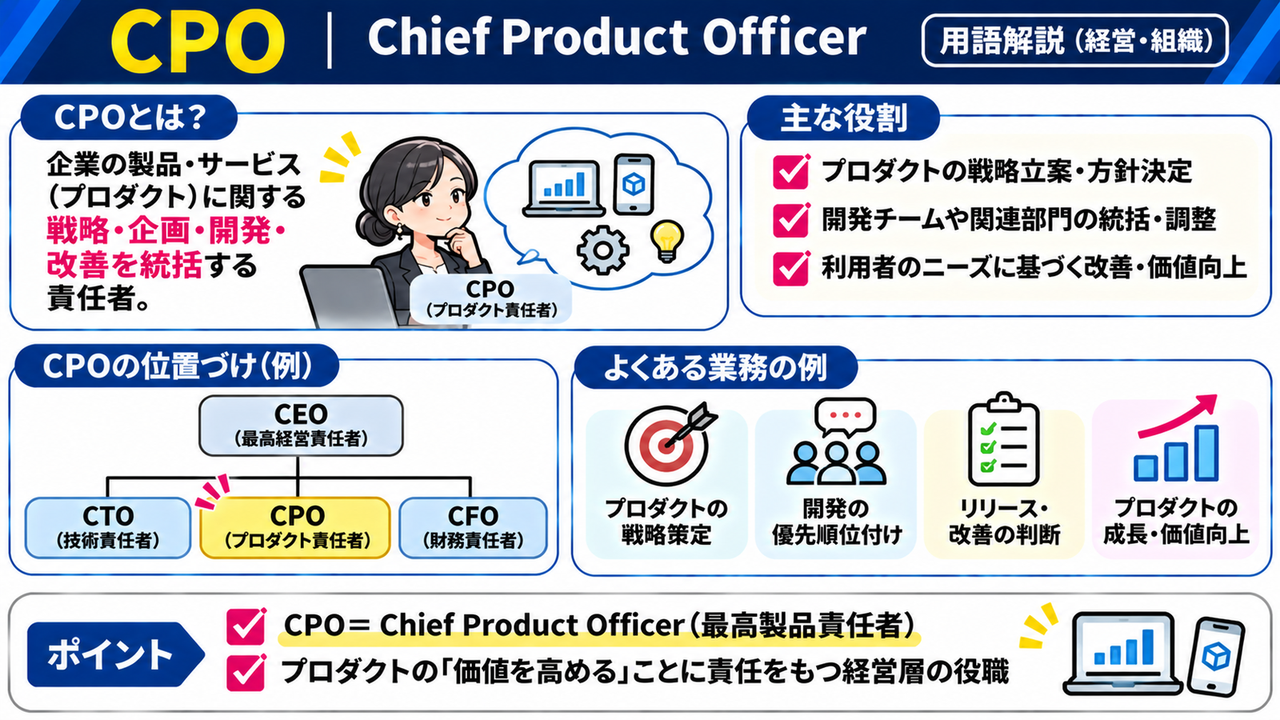 CPO
Chief Product Officer
用語解説（経営・組織）
CPOとは？
企業の製品・サービス
（プロダクト）に関する
戦略・企画・開発・
改善を統括する
責任者。
CPO
（プロダクト責任者）
主な役割
プロダクトの戦略立案・方針決定
開発チームや関連部門の統括・調整
利用者のニーズに基づく改善・価値向上
CPOの位置づけ（例）
CEO
（最高経営責任者）
CTO
（技術責任者）
CPO
（プロダクト責任者）
CFO
（財務責任者）
よくある業務の例
プロダクトの
戦略策定
開発の
優先順位付け
リリース・
改善の判断
プロダクトの
成長・価値向上
ポイント
CPO＝ Chief Product Officer（最高製品責任者）
プロダクトの「価値を高める」ことに責任をもつ経営層の役職